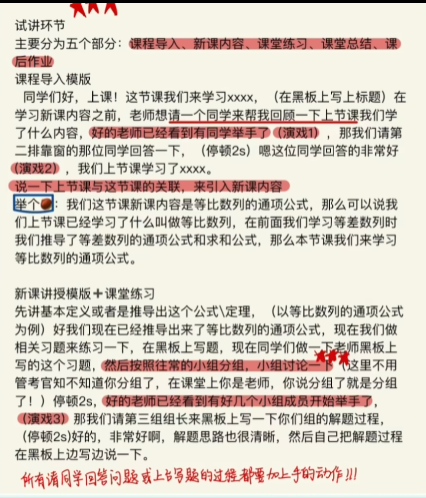 试讲环节
主要分为五个部分：课程导入、新课内容、课堂练习、课堂总结、课
后作业
课程导入模版
同学们好，上课！这节课我们来学习xxxx，（在黑板上写上标题）在
学习新课内容之前，老师想请一个同学来帮我回顾一下上节课我们学
了什么内容，好的老师已经看到有同学举手了（演戏1），那我们请第
二排靠窗的那位同学回答一下，（停顿2s）嗯这位同学回答的非常好
（演戏2），我们上节课学习了xxxx。
说一下上节课与这节课的关联，来引入新课内容
举个🌰：我们这节课新课内容是等比数列的通项公式，那么可以说我
们上节课已经学习了什么叫做等比数列，在前面我们学习等差数列时
我们推导了等差数列的通项公式和求和公式，那么本节课我们来学习
等比数列的通项公式。
新课讲授模版＋课堂练习
先讲基本定义或者是推导出这个公式\定理，（以等比数列的通项公式
为例）好我们现在已经推导出来了等比数列的通项公式，现在我们做
相关习题来练习一下，在黑板上写题，现在同学们做一下老师黑板上
写的这个习题，然后按照往常的小组分组，小组讨论一下（这里不用
管考官知不知道你分组了，在课堂上你是老师，你说分组了就是分组
了！）停顿2s，好的老师已经看到有好几个小组成员开始举手了，
（演戏3）那我们请第三组组长来黑板上写一下你们组的解题过程，
（停顿2s)好的，非常好啊，解题思路也很清晰，然后自己把解题过程
在黑板上边写边说一下。
所有请同学回答问题或上台写题的过程都要加上手的动作!!!